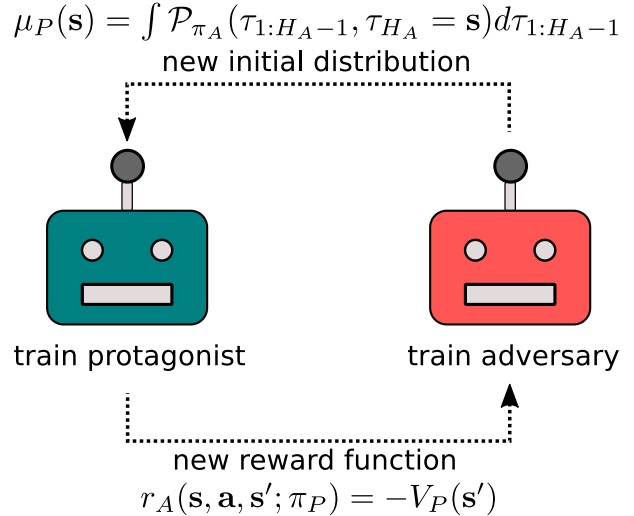 μ_P(s) = ∫ 𝒫_{π_A}(τ_{1:H_A−1}, τ_{H_A} = s)dτ_{1:H_A−1}
new initial distribution
train protagonist
train adversary
new reward function
r_A(s, a, s′; π_P) = −V_P(s′)